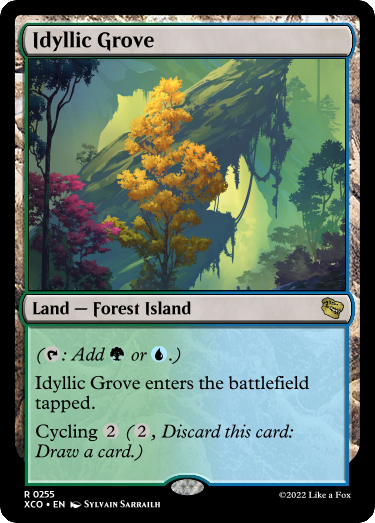 Idyllic Grove
Land — Forest Island
(: Add or .)
Idyllic Grove enters the battlefield
tapped.
Cycling 2 (2, Discard this card:
Draw a card.)
R 0255
XCO • EN Sylvain Sarrailh
©2022 Like a Fox